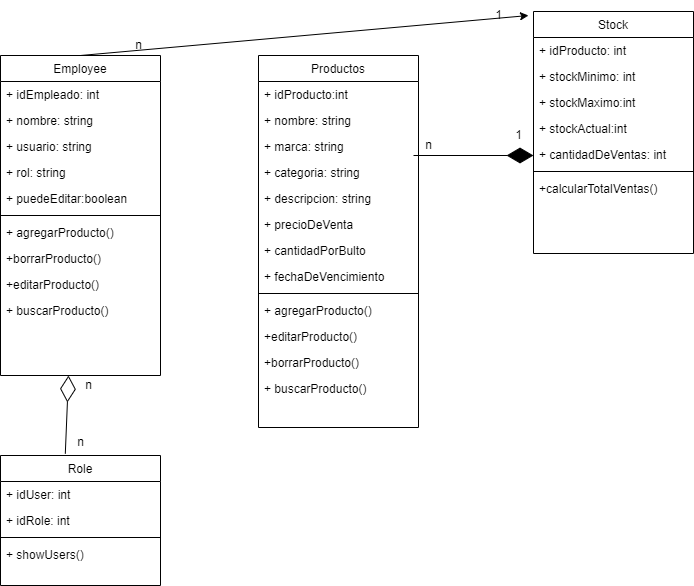 n
1
Employee
+ idEmpleado: int
+ nombre: string
+ usuario: string
+ rol: string
+ puedeEditar:boolean
+ agregarProducto()
+borrarProducto()
+editarProducto()
+ buscarProducto()
n
n
Role
+ idUser: int
+ idRole: int
+ showUsers()
Productos
+ idProducto:int
+ nombre: string
+ marca: string
+ categoria: string
+ descripcion: string
+ precioDeVenta
+ cantidadPorBulto
+ fechaDeVencimiento
+ agregarProducto()
+editarProducto()
+borrarProducto()
+ buscarProducto()
n
1
Stock
+ idProducto: int
+ stockMinimo: int
+ stockMaximo:int
+ stockActual:int
+ cantidadDeVentas: int
+calcularTotalVentas()